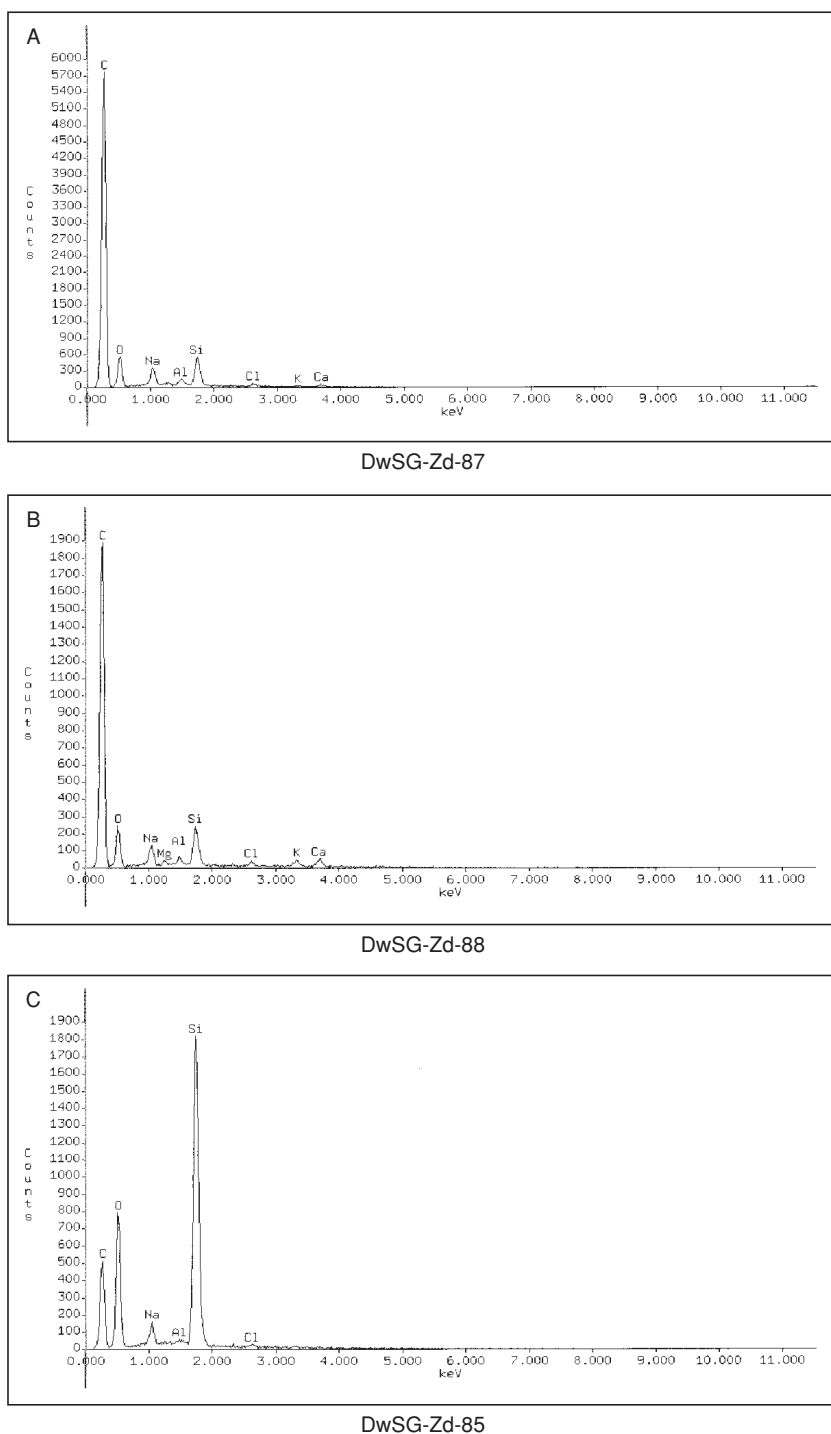 A
6000
5700
5400
5100
4800
4500
4200
3900
3600
3300
3000
2700
2400
2100
1800
1500
1200
900
600
300
0
Counts
C
O
Na
Al
Si
Cl
K
Ca
0.000 1.000 2.000 3.000 4.000 5.000 6.000 7.000 8.000 9.000 10.000 11.000
keV
DwSG-Zd-87
B
1900
1800
1700
1600
1500
1400
1300
1200
1100
1000
900
800
700
600
500
400
300
200
100
0
Counts
C
O
Na
Mg
Al
Si
Cl
K
Ca
0.000 1.000 2.000 3.000 4.000 5.000 6.000 7.000 8.000 9.000 10.000 11.000
keV
DwSG-Zd-88
C
1900
1800
1700
1600
1500
1400
1300
1200
1100
1000
900
800
700
600
500
400
300
200
100
0
Counts
C
O
Na
Al
Si
Cl
0.000 1.000 2.000 3.000 4.000 5.000 6.000 7.000 8.000 9.000 10.000 11.000
keV
DwSG-Zd-85